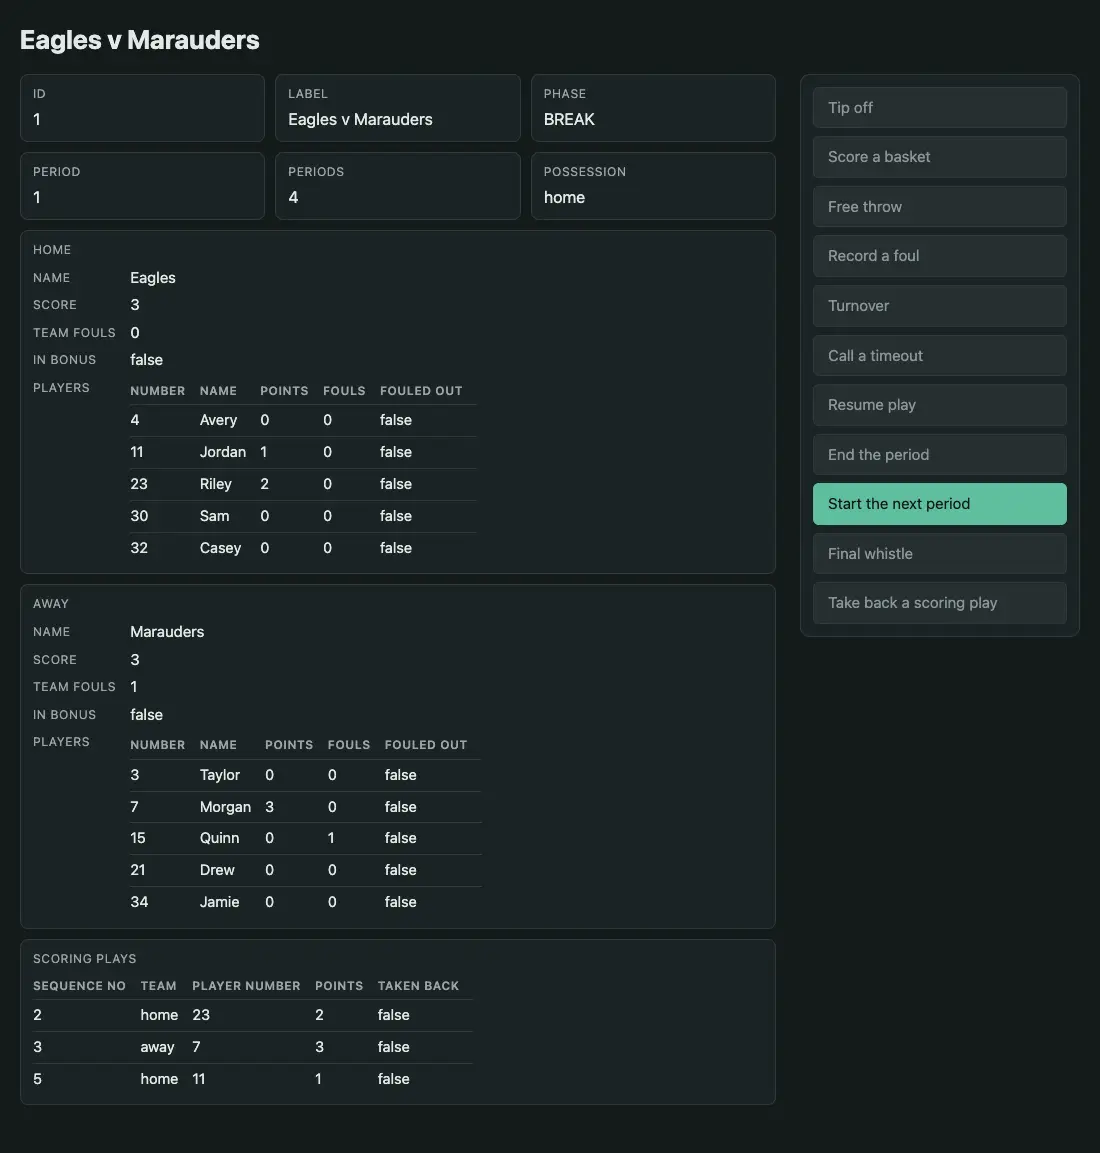 Eagles v Marauders
ID
1
LABEL
Eagles v Marauders
PHASE
BREAK
PERIOD
1
PERIODS
4
POSSESSION
home
HOME
NAME Eagles
SCORE 3
TEAM FOULS 0
IN BONUS false
PLAYERS
NUMBER NAME POINTS FOULS FOULED OUT
4 Avery 0 0 false
11 Jordan 1 0 false
23 Riley 2 0 false
30 Sam 0 0 false
32 Casey 0 0 false
AWAY
NAME Marauders
SCORE 3
TEAM FOULS 1
IN BONUS false
PLAYERS
NUMBER NAME POINTS FOULS FOULED OUT
3 Taylor 0 0 false
7 Morgan 3 0 false
15 Quinn 0 1 false
21 Drew 0 0 false
34 Jamie 0 0 false
SCORING PLAYS
SEQUENCE NO TEAM PLAYER NUMBER POINTS TAKEN BACK
2 home 23 2 false
3 away 7 3 false
5 home 11 1 false
Tip off
Score a basket
Free throw
Record a foul
Turnover
Call a timeout
Resume play
End the period
Start the next period
Final whistle
Take back a scoring play